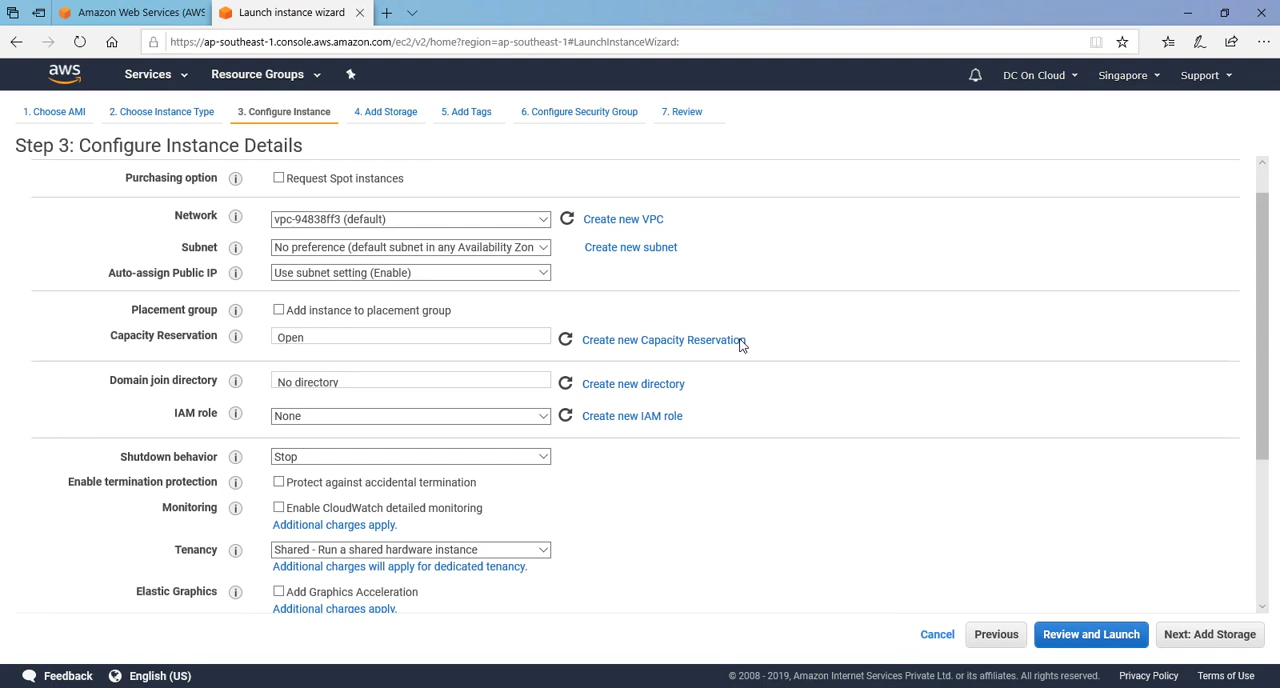 Amazon Web Services (AWS
Launch instance wizard
https://ap-southeast-1.console.aws.amazon.com/ec2/v2/home?region=ap-southeast-1#LaunchInstanceWizard:
aws
Services
Resource Groups
DC On Cloud
Singapore
Support
1. Choose AMI
2. Choose Instance Type
3. Configure Instance
4. Add Storage
5. Add Tags
6. Configure Security Group
7. Review
Step 3: Configure Instance Details
Purchasing option
Request Spot instances
Network
vpc-94838ff3 (default)
Create new VPC
Subnet
No preference (default subnet in any Availability Zon
Create new subnet
Auto-assign Public IP
Use subnet setting (Enable)
Placement group
Add instance to placement group
Capacity Reservation
Open
Create new Capacity Reservation
Domain join directory
No directory
Create new directory
IAM role
None
Create new IAM role
Shutdown behavior
Stop
Enable termination protection
Protect against accidental termination
Monitoring
Enable CloudWatch detailed monitoring
Additional charges apply.
Tenancy
Shared - Run a shared hardware instance
Additional charges will apply for dedicated tenancy.
Elastic Graphics
Add Graphics Acceleration
Additional charges apply.
Cancel
Previous
Review and Launch
Next: Add Storage
Feedback
English (US)
© 2008 - 2019, Amazon Internet Services Private Ltd. or its affiliates. All rights reserved.
Privacy Policy
Terms of Use